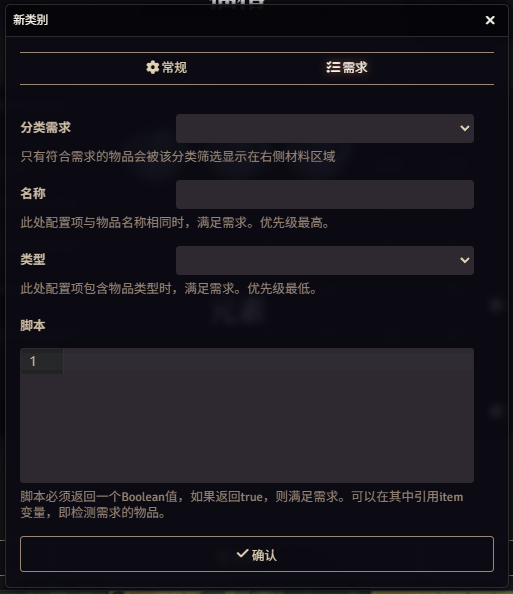 新类别
常规
需求
分类需求
只有符合需求的物品会被该分类筛选显示在右侧材料区域
名称
此处配置项与物品名称相同时，满足需求。优先级最高。
类型
此处配置项包含物品类型时，满足需求。优先级最低。
脚本
1
脚本必须返回一个Boolean值，如果返回true，则满足需求。可以在其中引用item
变量，即检测需求的物品。
确认